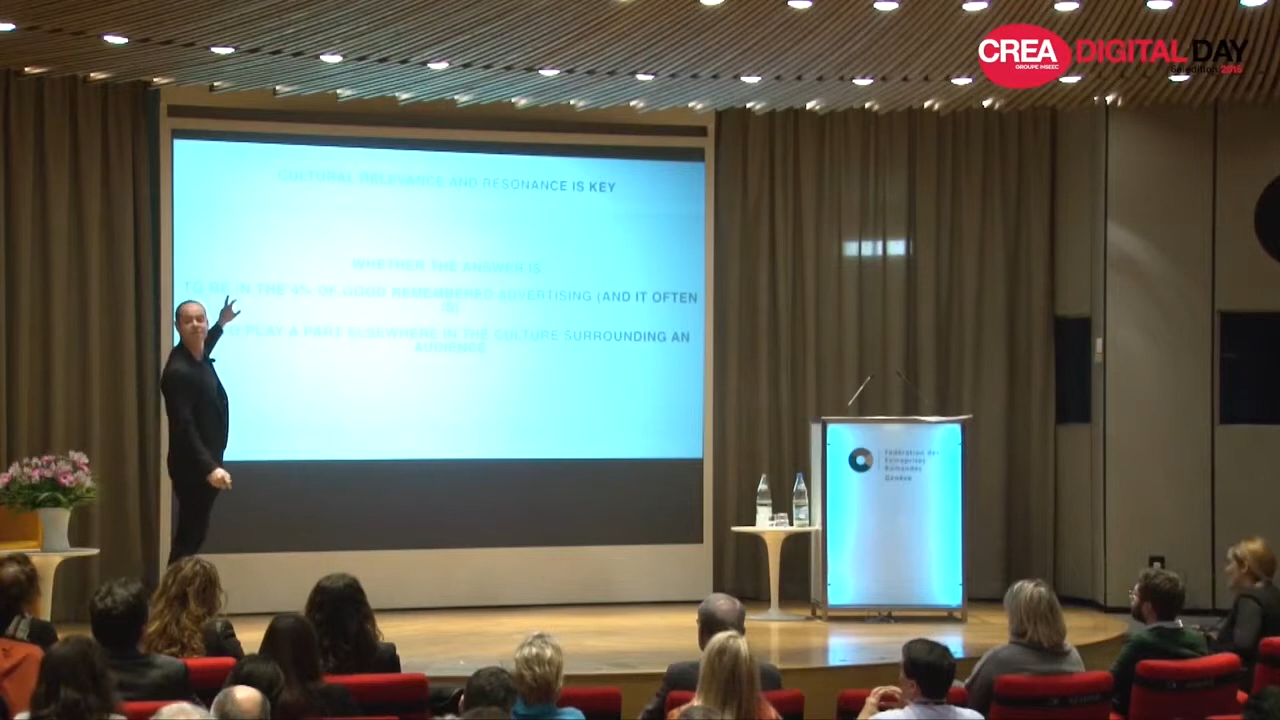 CREA DIGITAL DAY
GROUPE INSEEC
CULTURAL RELEVANCE AND RESONANCE IS KEY
WHETHER THE ANSWER IS
TO BE IN THE 4% OF GOOD REMEMBERED ADVERTISING (AND IT OFTEN
IS)
PLAY A PART ELSEWHERE IN THE CULTURE SURROUNDING AN
AUDIENCE
Fédération des
Entreprises
Romandes
Genève